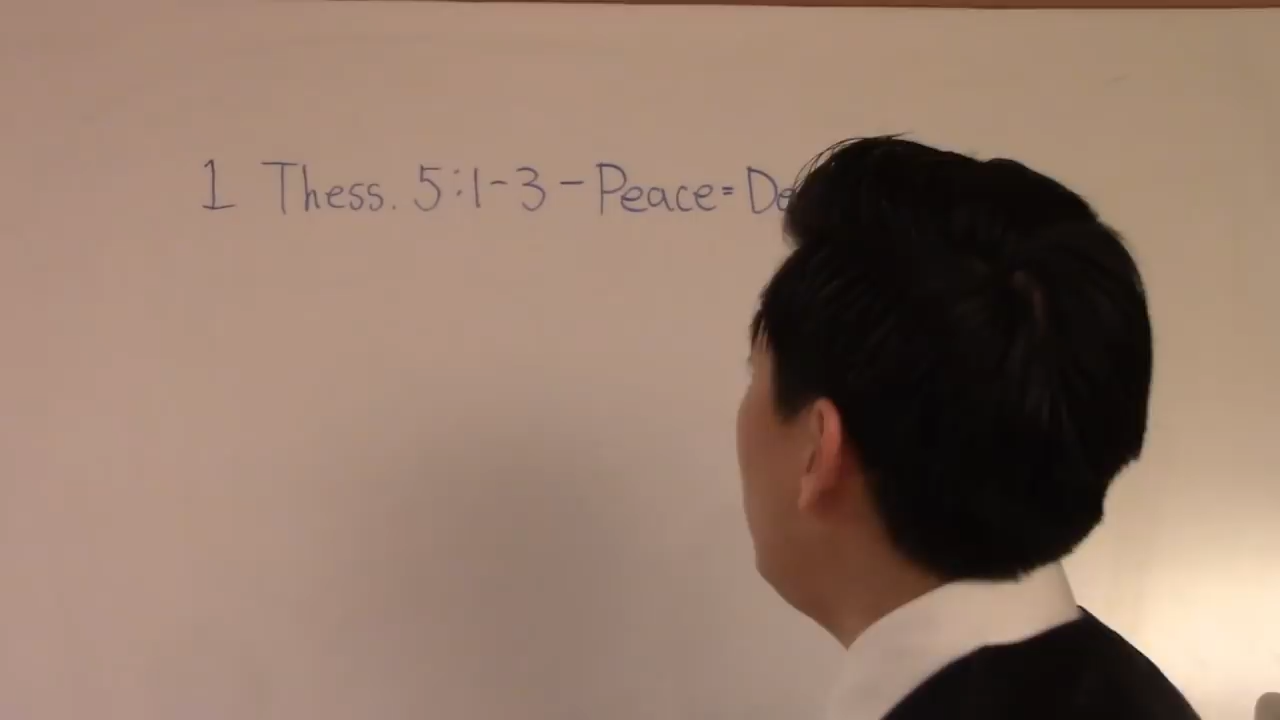 1 Thess. 5:1-3 - Peace = De